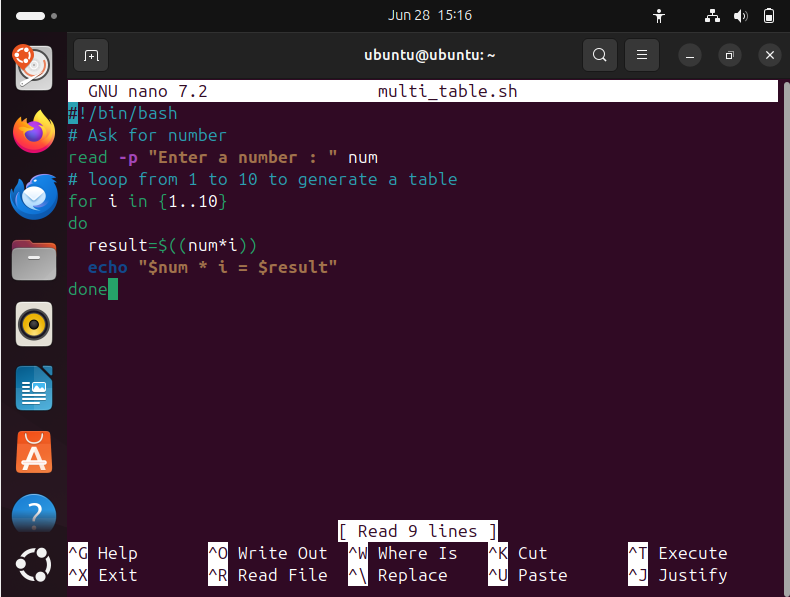 Jun 28 15:16
ubuntu@ubuntu: ~
GNU nano 7.2 multi_table.sh
#!/bin/bash
# Ask for number
read -p "Enter a number : " num
# loop from 1 to 10 to generate a table
for i in {1..10}
do
  result=$((num*i))
  echo "$num * i = $result"
done
[ Read 9 lines ]
^G Help ^O Write Out ^W Where Is ^K Cut ^T Execute
^X Exit ^R Read File ^\ Replace ^U Paste ^J Justify